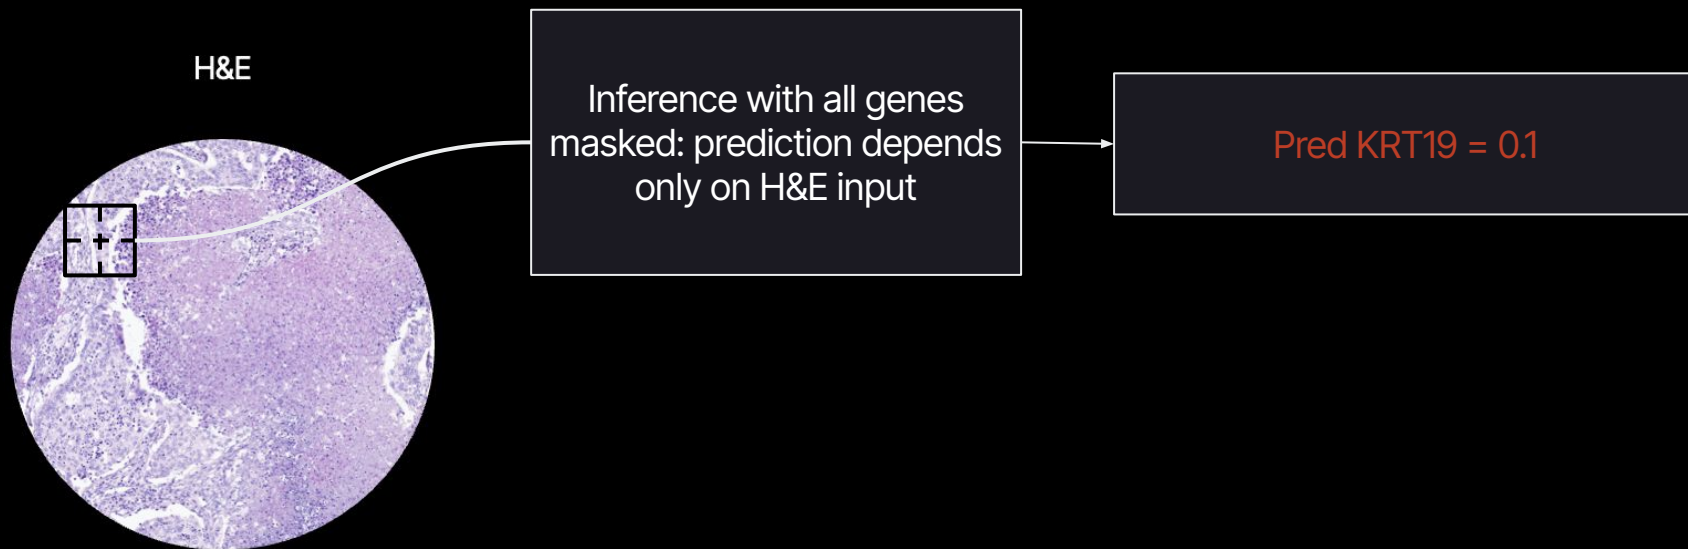 H&E
Inference with all genes
masked: prediction depends
only on H&E input
Pred KRT19 = 0.1